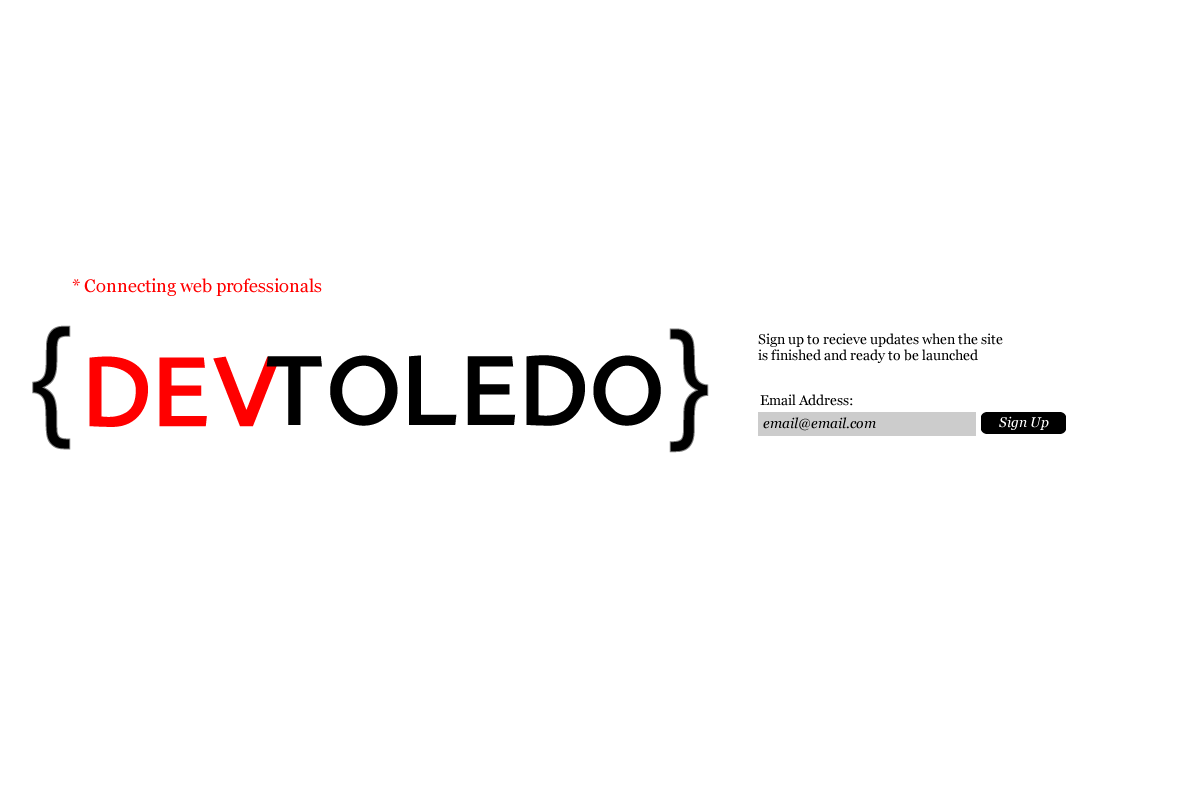 * Connecting web professionals
{DEVTOLEDO}
Sign up to recieve updates when the site
is finished and ready to be launched
Email Address:
email@email.com
Sign Up